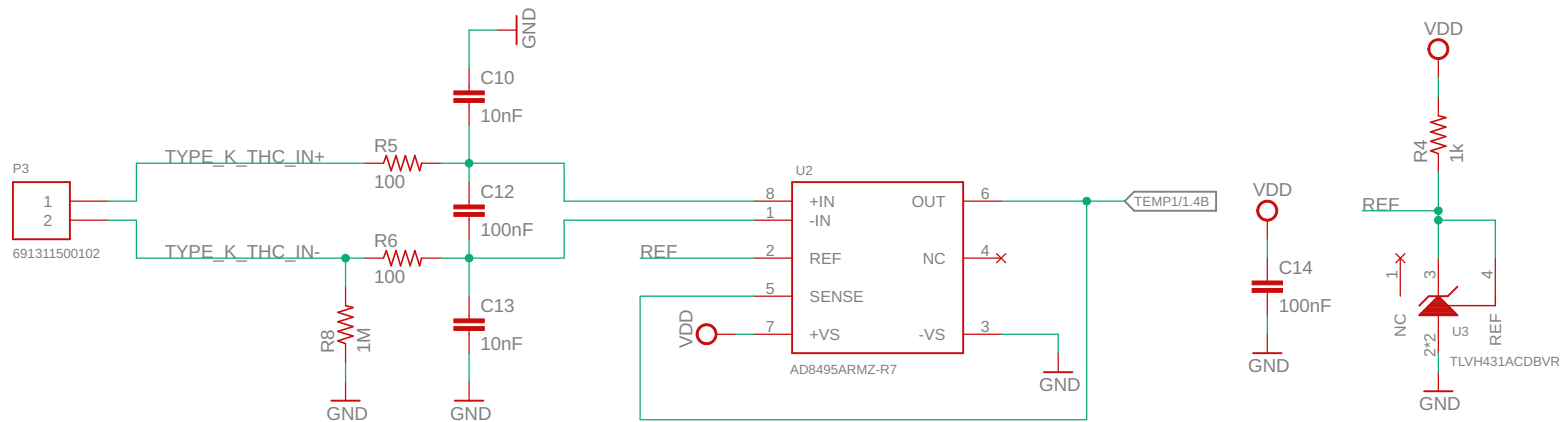 GND
C10
10nF
P3
1
2
691311500102
TYPE_K_THC_IN+
R5
100
C12
100nF
TYPE_K_THC_IN-
R6
100
R8
1M
GND
C13
10nF
GND
U2
8
+IN
1
-IN
REF
2
REF
5
SENSE
VDD
7
+VS
OUT
6
NC
4
-VS
3
AD8495ARMZ-R7
GND
TEMP1/1.4B
VDD
C14
100nF
GND
VDD
R4
1k
REF
1
NC
3
4
REF
2*2
U3
TLVH431ACDBVR
GND